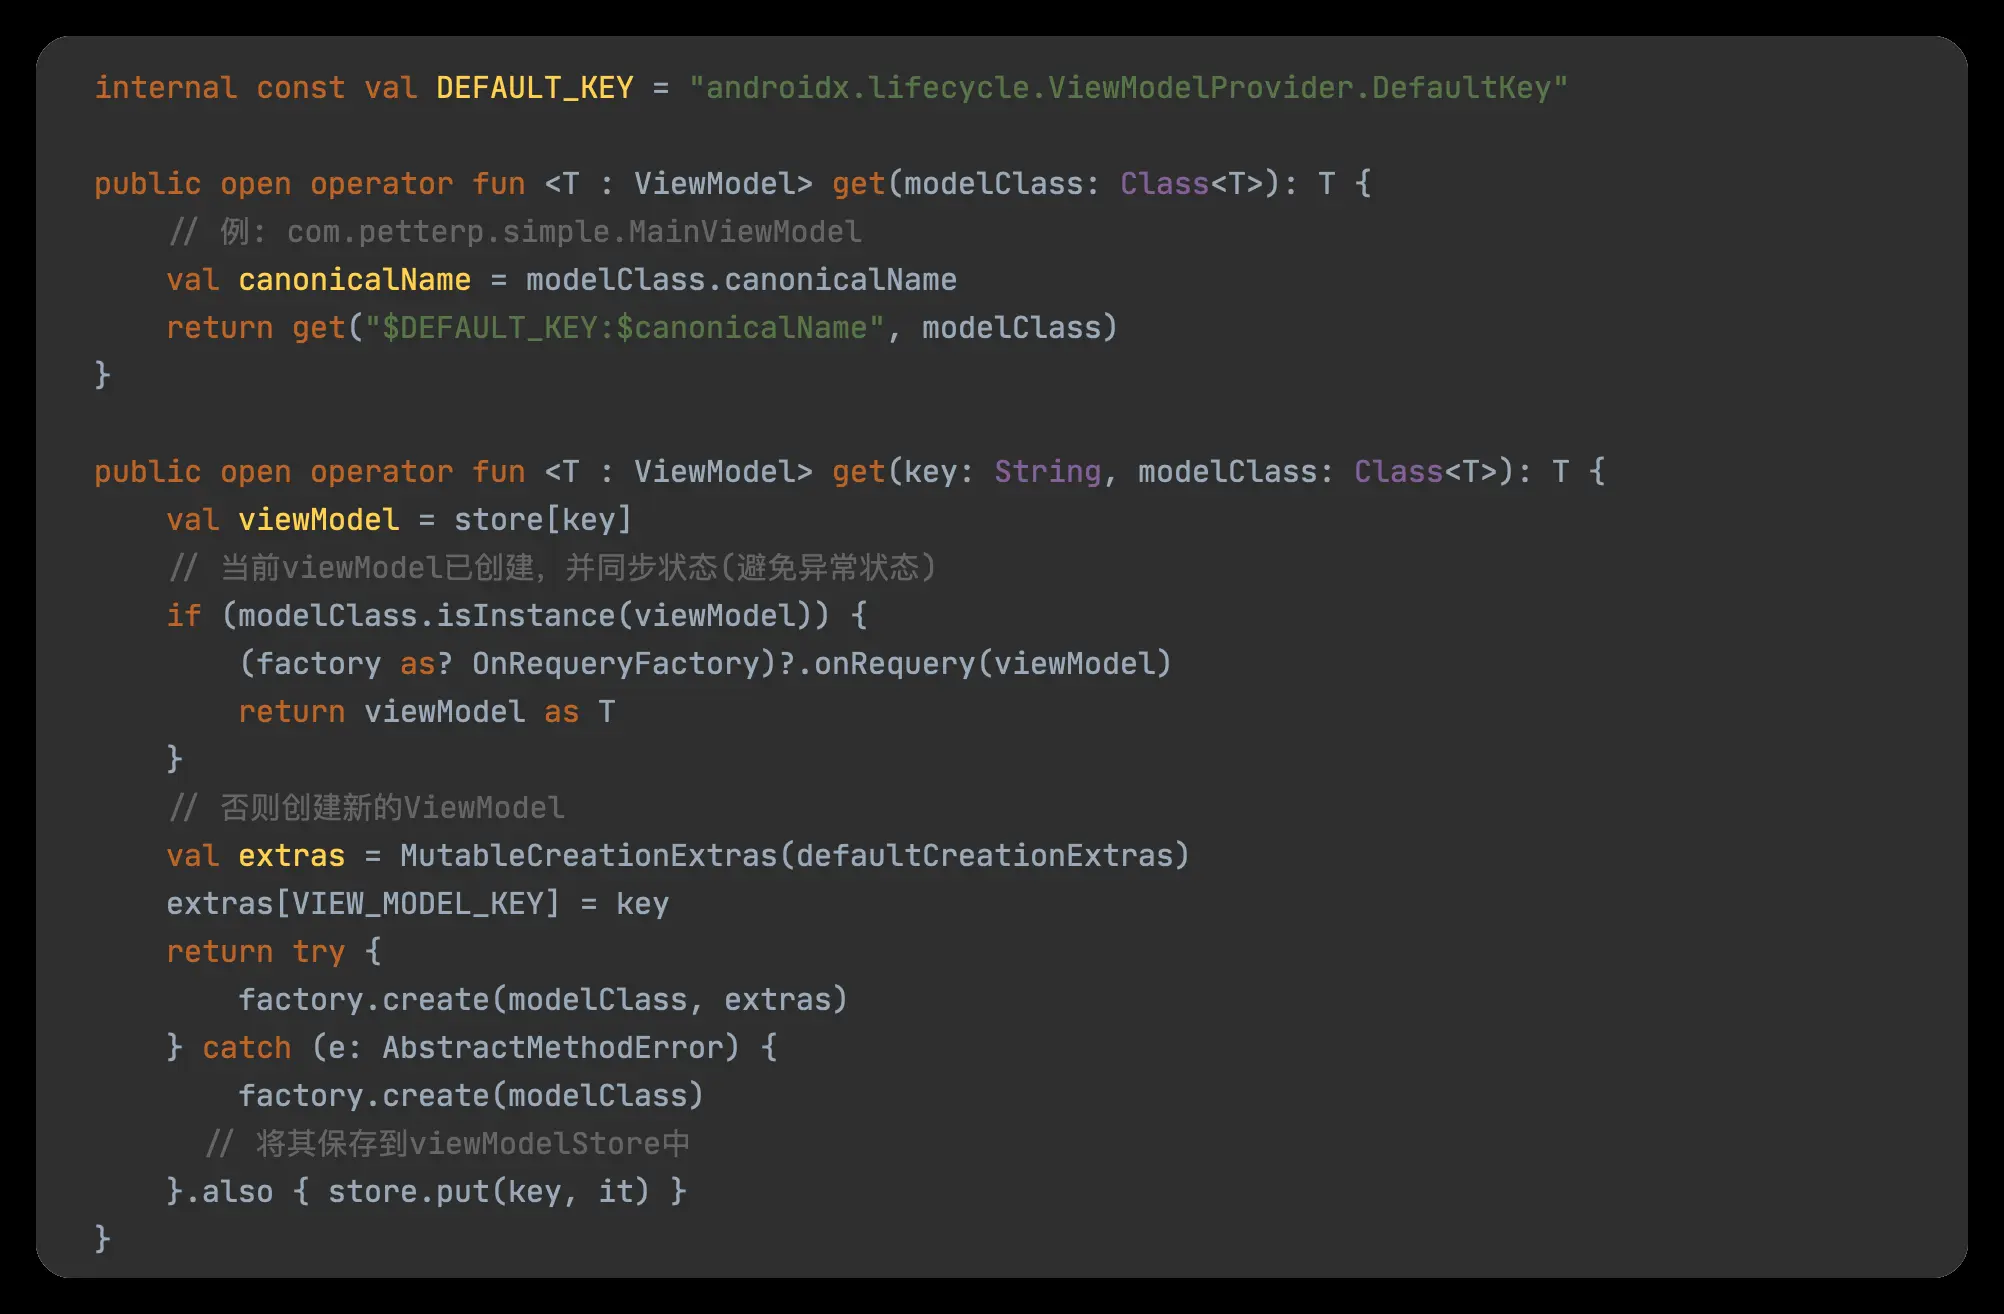 internal const val DEFAULT_KEY = "androidx.lifecycle.ViewModelProvider.DefaultKey"

public open operator fun <T : ViewModel> get(modelClass: Class<T>): T {
    // 例: com.petterp.simple.MainViewModel
    val canonicalName = modelClass.canonicalName
    return get("$DEFAULT_KEY:$canonicalName", modelClass)
}

public open operator fun <T : ViewModel> get(key: String, modelClass: Class<T>): T {
    val viewModel = store[key]
    // 当前viewModel已创建，并同步状态(避免异常状态)
    if (modelClass.isInstance(viewModel)) {
        (factory as? OnRequeryFactory)?.onRequery(viewModel)
        return viewModel as T
    }
    // 否则创建新的ViewModel
    val extras = MutableCreationExtras(defaultCreationExtras)
    extras[VIEW_MODEL_KEY] = key
    return try {
        factory.create(modelClass, extras)
    } catch (e: AbstractMethodError) {
        factory.create(modelClass)
      // 将其保存到viewModelStore中
    }.also { store.put(key, it) }
}